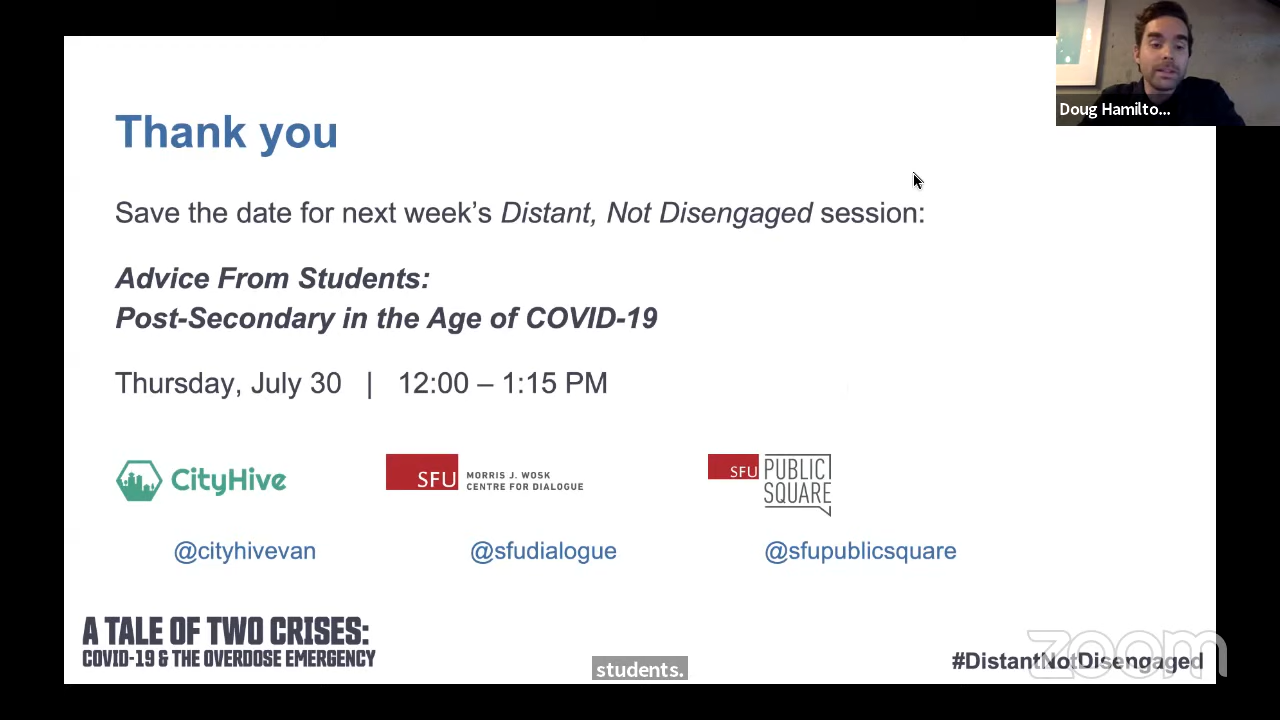 Doug Hamilto...
Thank you
Save the date for next week's Distant, Not Disengaged session:
Advice From Students:
Post-Secondary in the Age of COVID-19
Thursday, July 30 | 12:00 – 1:15 PM
CityHive
SFU MORRIS J. WOSK
CENTRE FOR DIALOGUE
SFU PUBLIC
SQUARE
@cityhivevan @sfudialogue @sfupublicsquare
A TALE OF TWO CRISES:
COVID-19 & THE OVERDOSE EMERGENCY
students.
#DistantNotDisengaged
zoom